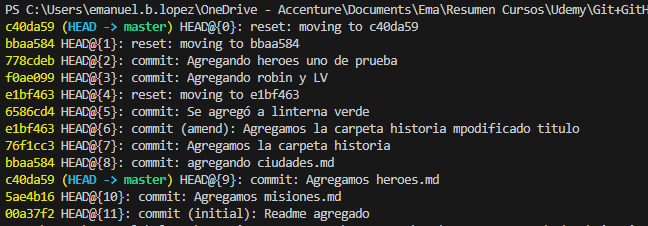 PS C:\Users\emanuel.b.lopez\OneDrive - Accenture\Documents\Ema\Resumen Cursos\Udemy\Git+GitH
c40da59 (HEAD -> master) HEAD@{0}: reset: moving to c40da59
bbaa584 HEAD@{1}: reset: moving to bbaa584
778cdeb HEAD@{2}: commit: Agregando heroes uno de prueba
f0ae099 HEAD@{3}: commit: Agregando robin y LV
e1bf463 HEAD@{4}: reset: moving to e1bf463
6586cd4 HEAD@{5}: commit: Se agregó a linterna verde
e1bf463 HEAD@{6}: commit (amend): Agregamos la carpeta historia mpodificado titulo
76f1cc3 HEAD@{7}: commit: Agregamos la carpeta historia
bbaa584 HEAD@{8}: commit: agregando ciudades.md
c40da59 (HEAD -> master) HEAD@{9}: commit: Agregamos heroes.md
5ae4b16 HEAD@{10}: commit: Agregamos misiones.md
00a37f2 HEAD@{11}: commit (initial): Readme agregado